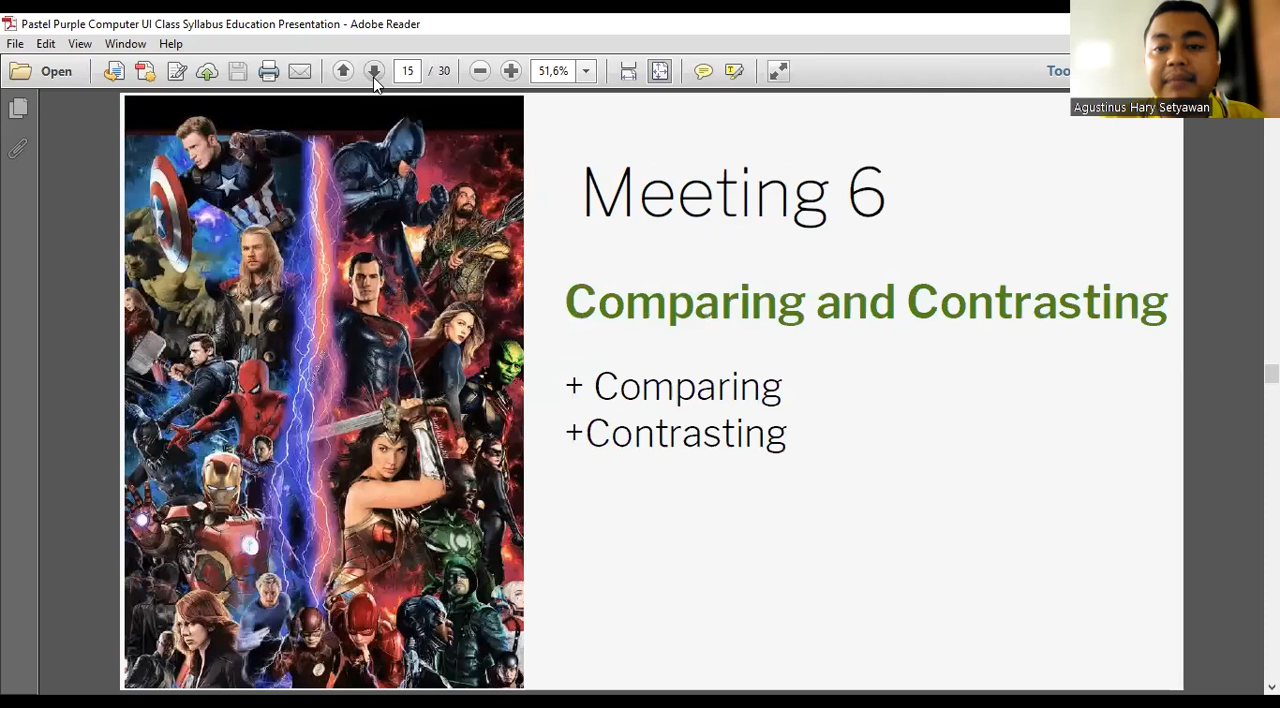 Pastel Purple Computer UI Class Syllabus Education Presentation - Adobe Reader
File Edit View Window Help
Open 15 / 30 51,6% Too
Agustinus Hary Setyawan
Meeting 6
Comparing and Contrasting
+ Comparing
+Contrasting